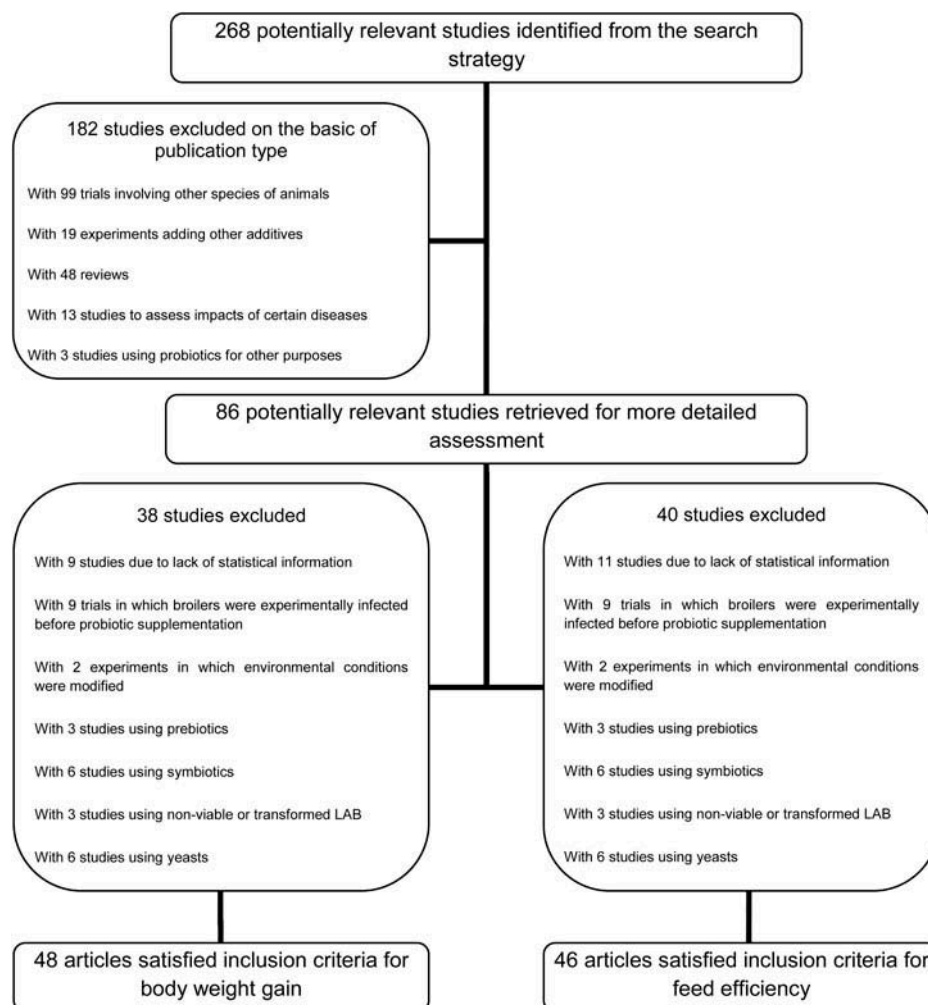 268 potentially relevant studies identified from the search
strategy
182 studies excluded on the basic of
publication type
With 99 trials involving other species of animals
With 19 experiments adding other additives
With 48 reviews
With 13 studies to assess impacts of certain diseases
With 3 studies using probiotics for other purposes
86 potentially relevant studies retrieved for more detailed
assessment
38 studies excluded
With 9 studies due to lack of statistical information
With 9 trials in which broilers were experimentally infected
before probiotic supplementation
With 2 experiments in which environmental conditions
were modified
With 3 studies using prebiotics
With 6 studies using symbiotics
With 3 studies using non-viable or transformed LAB
With 6 studies using yeasts
40 studies excluded
With 11 studies due to lack of statistical information
With 9 trials in which broilers were experimentally
infected before probiotic supplementation
With 2 experiments in which environmental conditions
were modified
With 3 studies using prebiotics
With 6 studies using symbiotics
With 3 studies using non-viable or transformed LAB
With 6 studies using yeasts
48 articles satisfied inclusion criteria for
body weight gain
46 articles satisfied inclusion criteria for
feed efficiency